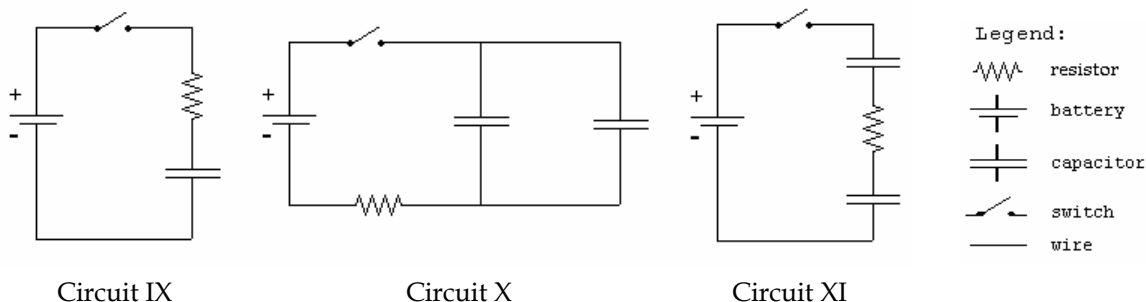 Legend:
resistor
battery
capacitor
switch
wire
+
-
+
-
+
-
Circuit IX
Circuit X
Circuit XI